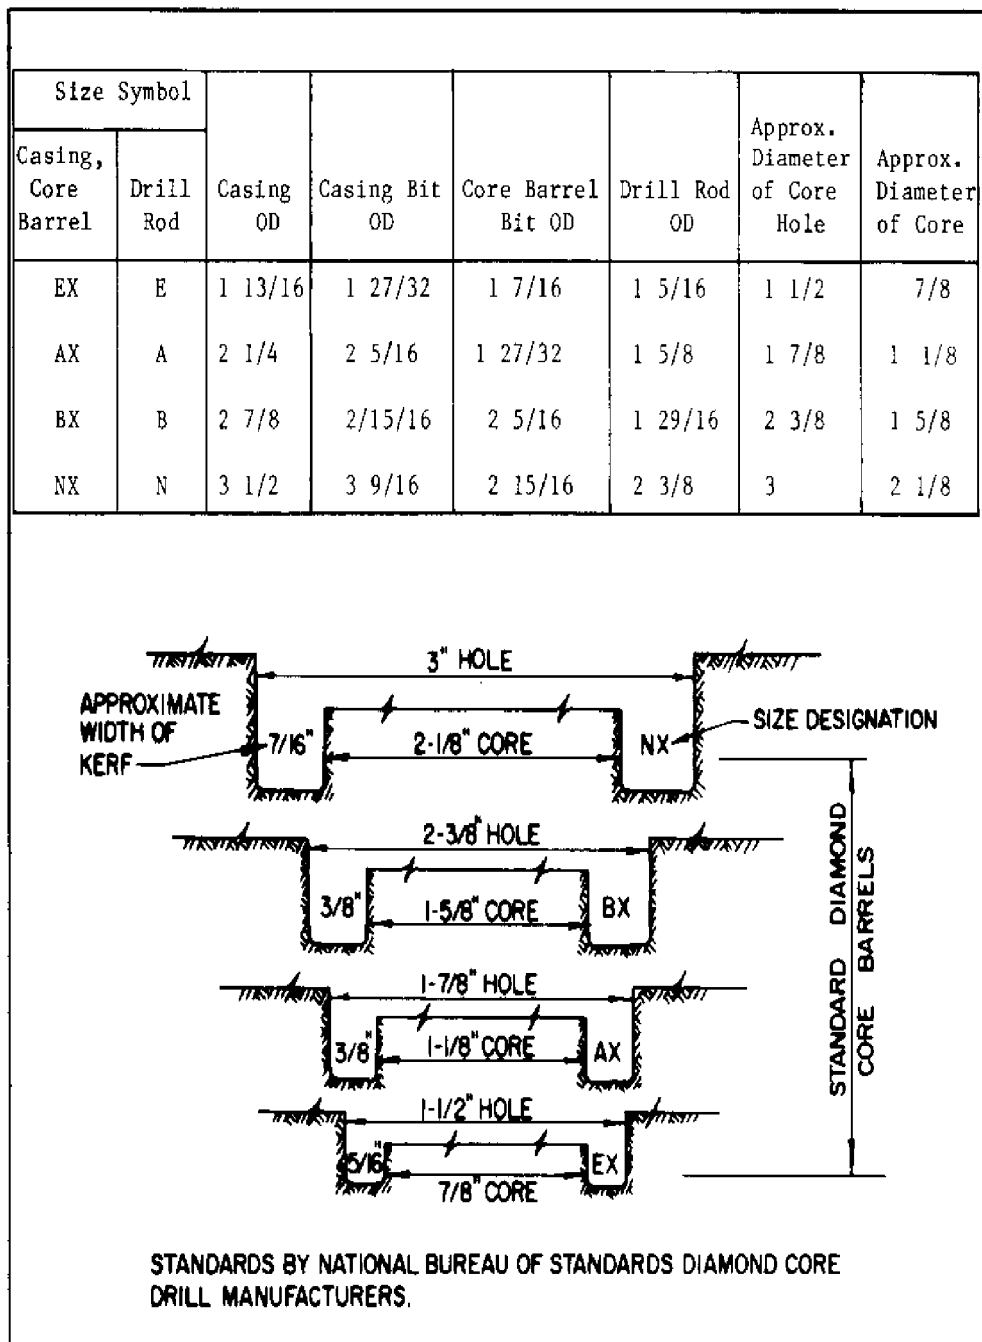 Size Symbol
Casing, Core Barrel | Drill Rod | Casing OD | Casing Bit OD | Core Barrel Bit OD | Drill Rod OD | Approx. Diameter of Core Hole | Approx. Diameter of Core
EX | E | 1 13/16 | 1 27/32 | 1 7/16 | 1 5/16 | 1 1/2 | 7/8
AX | A | 2 1/4 | 2 5/16 | 1 27/32 | 1 5/8 | 1 7/8 | 1 1/8
BX | B | 2 7/8 | 2/15/16 | 2 5/16 | 1 29/16 | 2 3/8 | 1 5/8
NX | N | 3 1/2 | 3 9/16 | 2 15/16 | 2 3/8 | 3 | 2 1/8
3" HOLE
APPROXIMATE
WIDTH OF
KERF
7/16"
2-1/8" CORE
NX
SIZE DESIGNATION
2-3/8" HOLE
3/8"
1-5/8" CORE
BX
1-7/8" HOLE
3/8"
1-1/8" CORE
AX
1-1/2" HOLE
5/16"
7/8" CORE
EX
STANDARD DIAMOND
CORE BARRELS
STANDARDS BY NATIONAL BUREAU OF STANDARDS DIAMOND CORE
DRILL MANUFACTURERS.